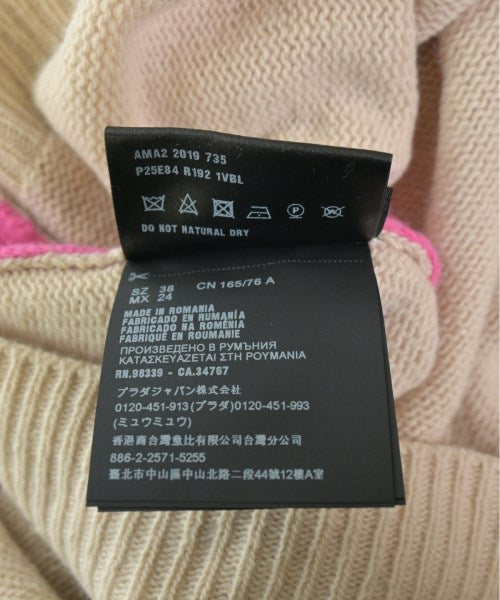 AMA2 2019 735
P25E84 R192 1VBL
DO NOT NATURAL DRY
SZ 38 CN 165/76 A
MX 24
MADE IN ROMANIA
FABRICADO EN RUMANÍA
FABRICADO NA ROMÉNIA
FABRIQUÉ EN ROUMANIE
ПРОИЗВЕДЕНО В РУМЪНИЯ
ΚΑΤΑΣΚΕΥΑΖΕΤΑΙ ΣΤΗ ΡΟΥΜΑΝΙΑ
RN.98339 - CA.34767
プラダジャパン株式会社
0120-451-913(プラダ)0120-451-993
(ミュウミュウ)
香港商台灣意比有限公司台灣分公司
886-2-2571-5255
臺北市中山區中山北路二段44號12樓A室